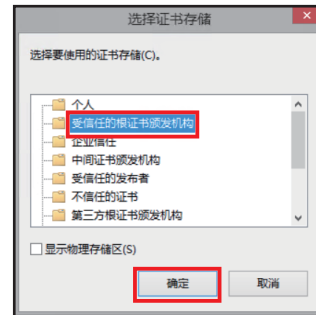 选择证书存储
选择要使用的证书存储(C)。
个人
受信任的根证书颁发机构
企业信任
中间证书颁发机构
受信任的发布者
不信任的证书
第三方根证书颁发机构
显示物理存储区(S)
确定
取消